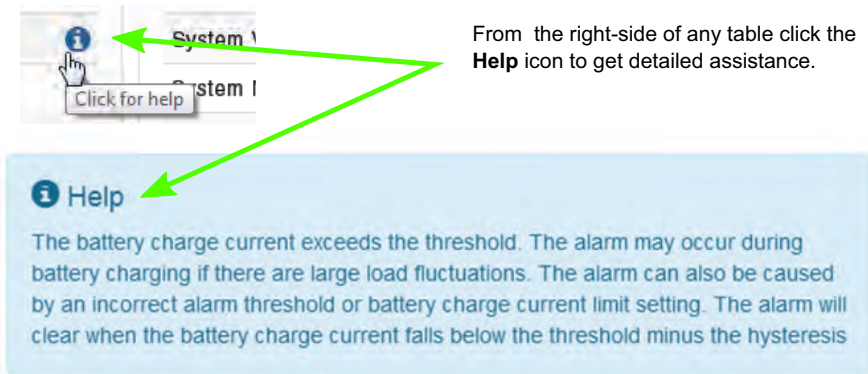 System
From the right-side of any table click the
Help icon to get detailed assistance.
Click for help
Help
The battery charge current exceeds the threshold. The alarm may occur during
battery charging if there are large load fluctuations. The alarm can also be caused
by an incorrect alarm threshold or battery charge current limit setting. The alarm will
clear when the battery charge current falls below the threshold minus the hysteresis